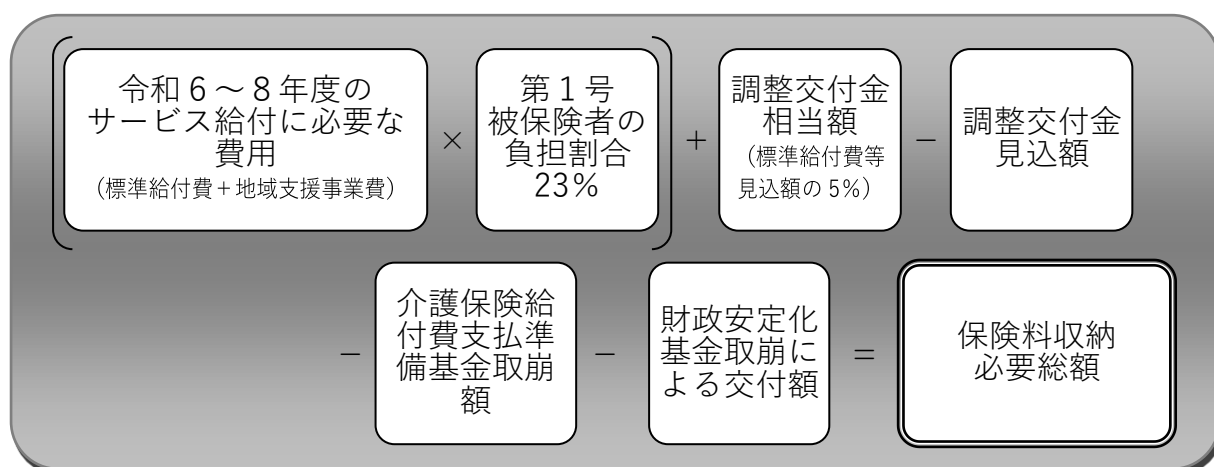 令和６～８年度の
サービス給付に必要な
費用
（標準給付費＋地域支援事業費）
×
第１号
被保険者の
負担割合
23％
＋
調整交付金
相当額
（標準給付費等
見込額の 5％）
－
調整交付金
見込額
－
介護保険給
付費支払準
備基金取崩
額
－
財政安定化
基金取崩に
よる交付額
＝
保険料収納
必要総額